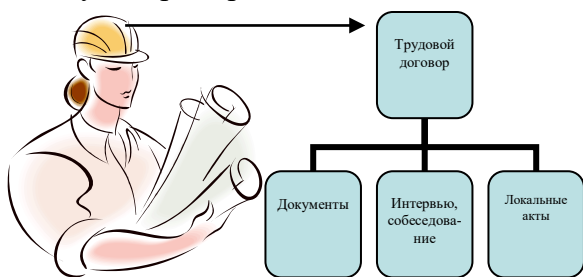 Трудовой
договор
Документы
Интервью,
собеседова-
ние
Локальные
акты